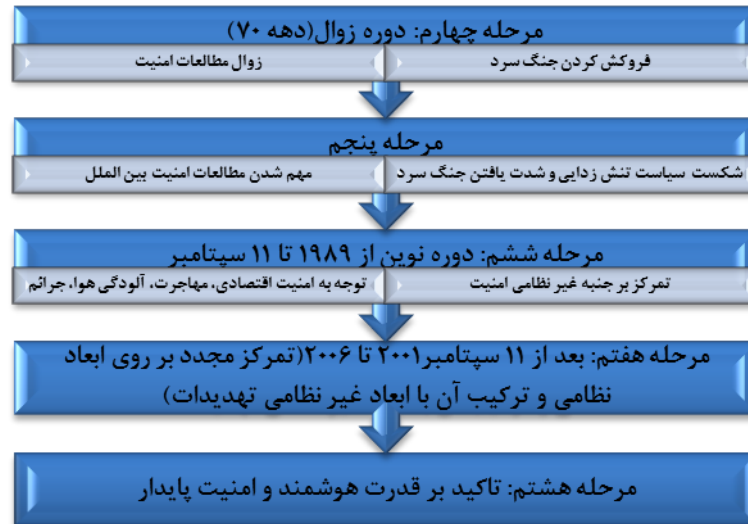 مرحله چهارم: دوره زوال(دهه ۷۰)
فروکش کردن جنگ سرد
زوال مطالعات امنیت
مرحله پنجم
شکست سیاست تنش زدایی و شدت یافتن جنگ سرد
مهم شدن مطالعات امنیت بین الملل
مرحله ششم: دوره نوین از ۱۹۸۹ تا ۱۱ سپتامبر
تمرکز بر جنبه غیر نظامی امنیت
توجه به امنیت اقتصادی، مهاجرت، آلودگی هوا، جرائم
مرحله هفتم: بعد از ۱۱ سپتامبر۲۰۰۱ تا ۲۰۰۶(تمرکز مجدد بر روی ابعاد
نظامی و ترکیب آن با ابعاد غیر نظامی تهدیدات)
مرحله هشتم: تاکید بر قدرت هوشمند و امنیت پایدار